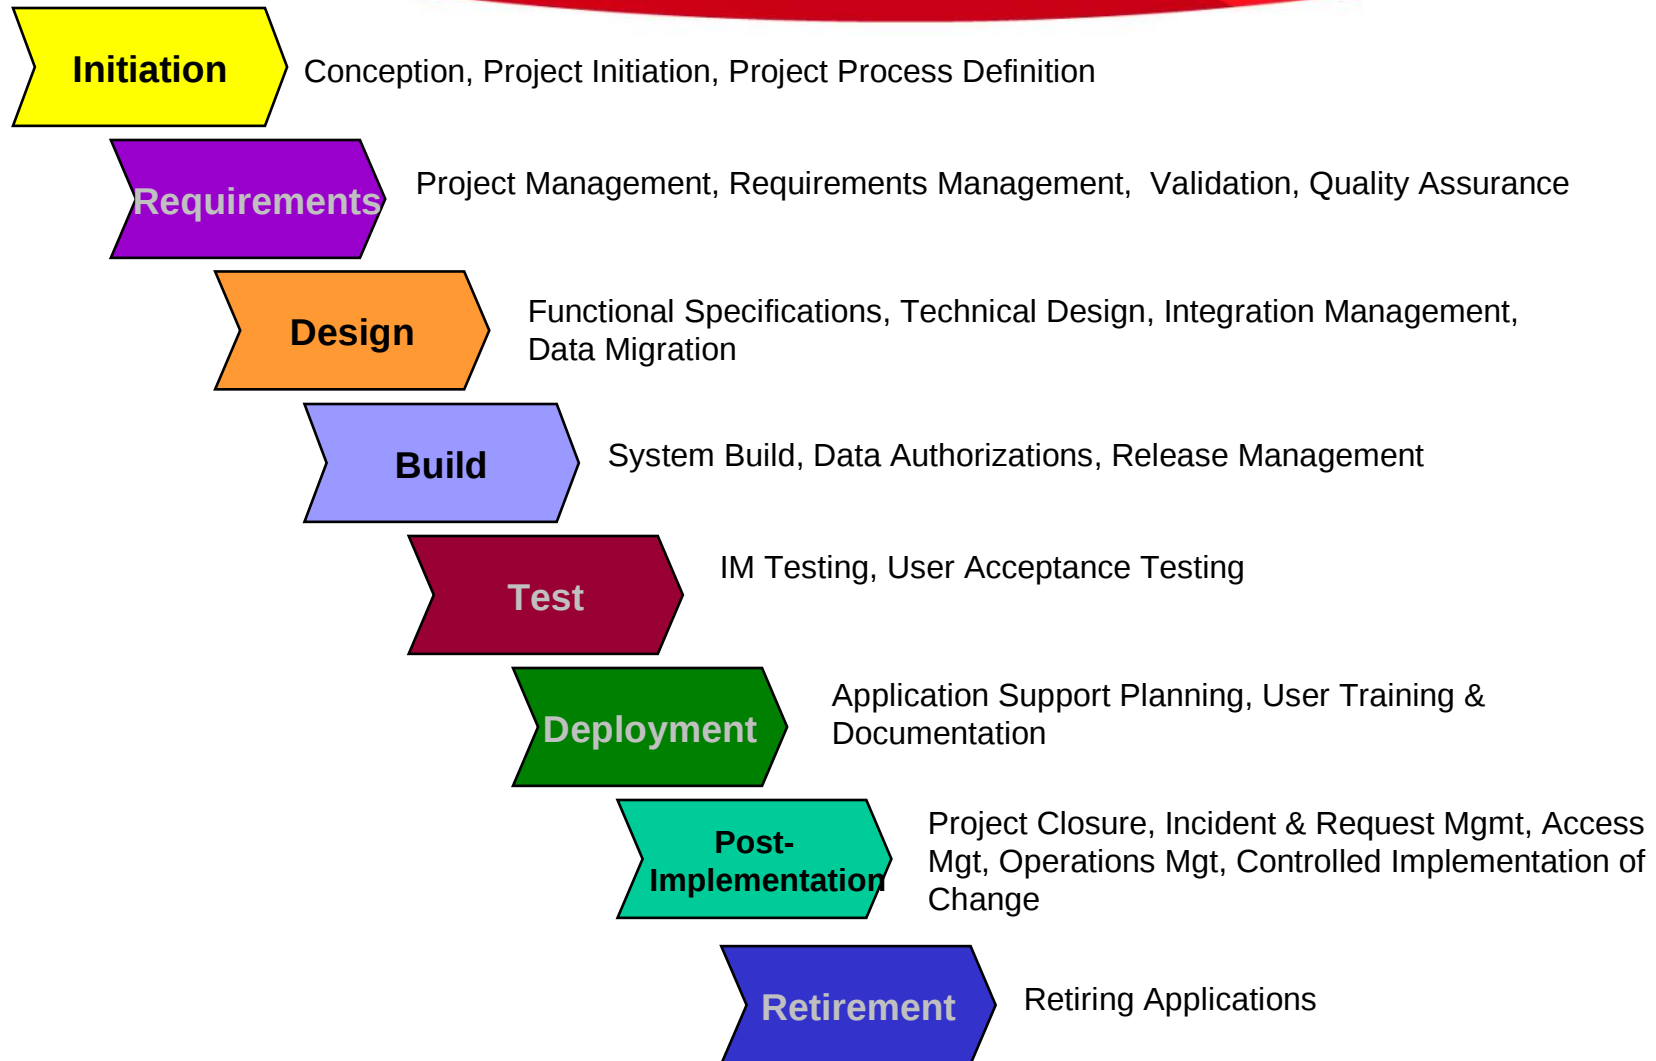 Initiation
Conception, Project Initiation, Project Process Definition
Requirements
Project Management, Requirements Management,  Validation, Quality Assurance
Design
Functional Specifications, Technical Design, Integration Management,
Data Migration
Build
System Build, Data Authorizations, Release Management
Test
IM Testing, User Acceptance Testing
Deployment
Application Support Planning, User Training &
Documentation
Post-
Implementation
Project Closure, Incident & Request Mgmt, Access
Mgt, Operations Mgt, Controlled Implementation of
Change
Retirement
Retiring Applications